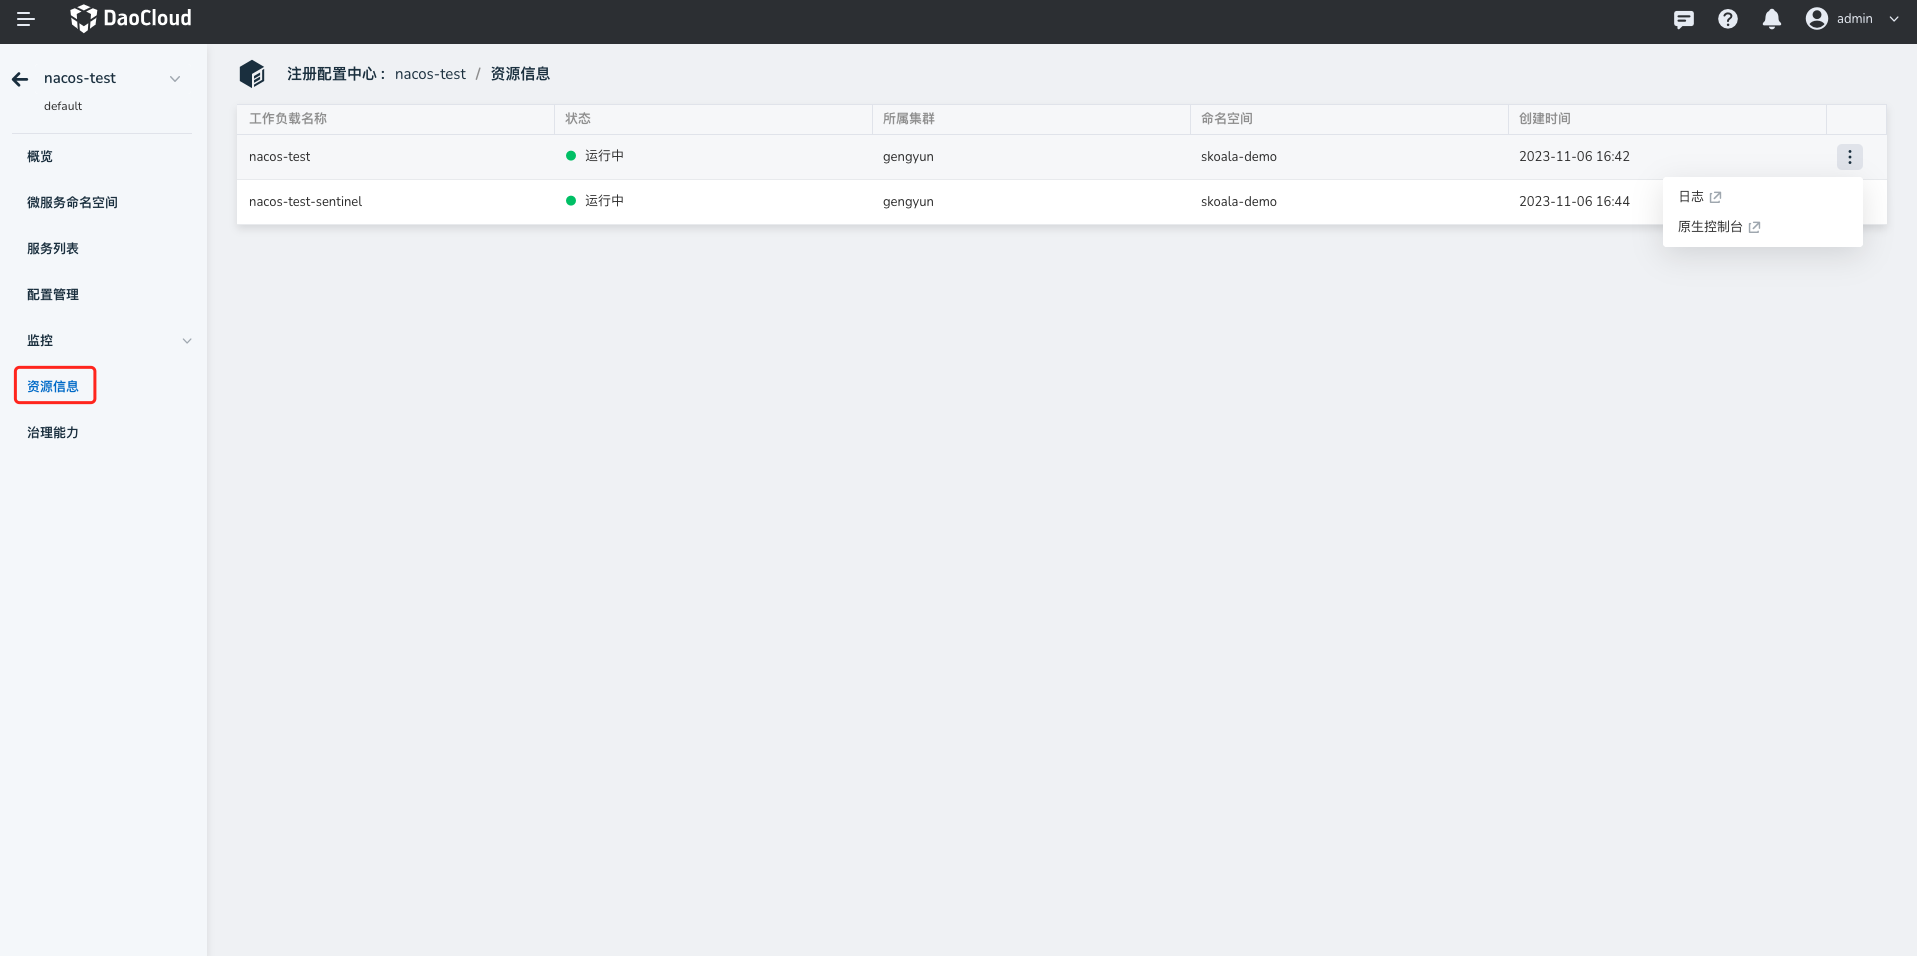 DaoCloud
admin
nacos-test
default
概览
微服务命名空间
服务列表
配置管理
监控
资源信息
治理能力
注册配置中心： nacos-test / 资源信息
工作负载名称 状态 所属集群 命名空间 创建时间
nacos-test 运行中 gengyun skoala-demo 2023-11-06 16:42
nacos-test-sentinel 运行中 gengyun skoala-demo 2023-11-06 16:44
日志
原生控制台